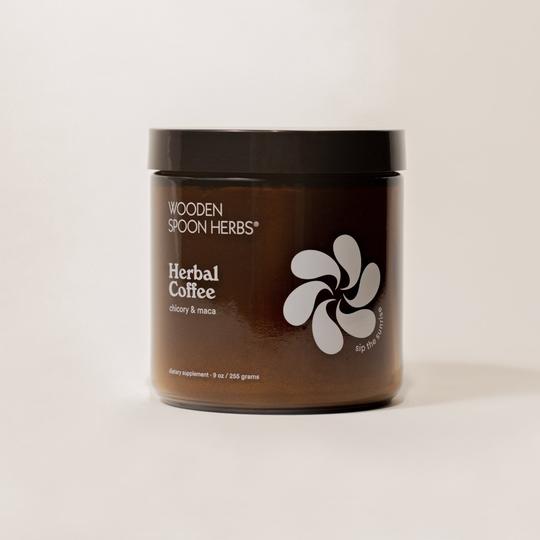 WOODEN
SPOON HERBS®
Herbal
Coffee
chicory & maca
sip the sunrise
dietary supplement · 9 oz / 255 grams